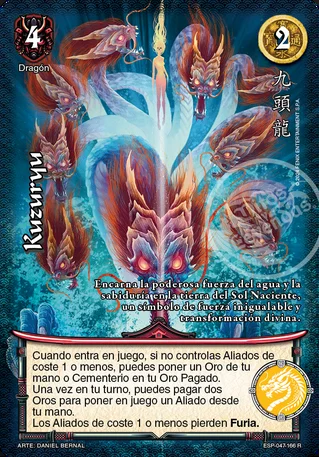 4
2
Dragón
九頭龍
© 2024 FENIX ENTERTAINMENT S.P.A.
Kuzuryu
Encarna la poderosa fuerza del agua y la
sabiduría en la tierra del Sol Naciente,
un símbolo de fuerza inigualable y
transformación divina.
Cuando entra en juego, si no controlas Aliados de
coste 1 o menos, puedes poner un Oro de tu
mano o Cementerio en tu Oro Pagado.
Una vez en tu turno, puedes pagar dos
Oros para poner en juego un Aliado desde
tu mano.
Los Aliados de coste 1 o menos pierden Furia.
ARTE: DANIEL BERNAL
ESP-047-166 R